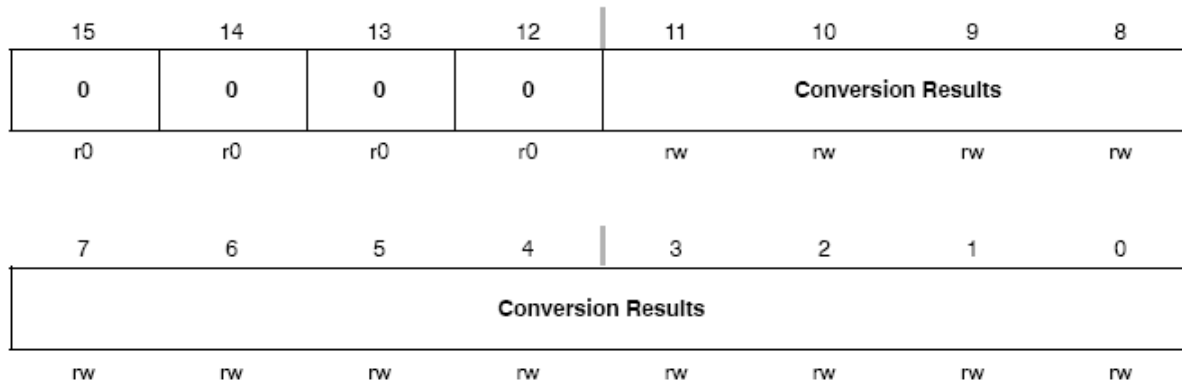 15 14 13 12 11 10 9 8
0 0 0 0 Conversion Results
r0 r0 r0 r0 rw rw rw rw
7 6 5 4 3 2 1 0
Conversion Results
rw rw rw rw rw rw rw rw